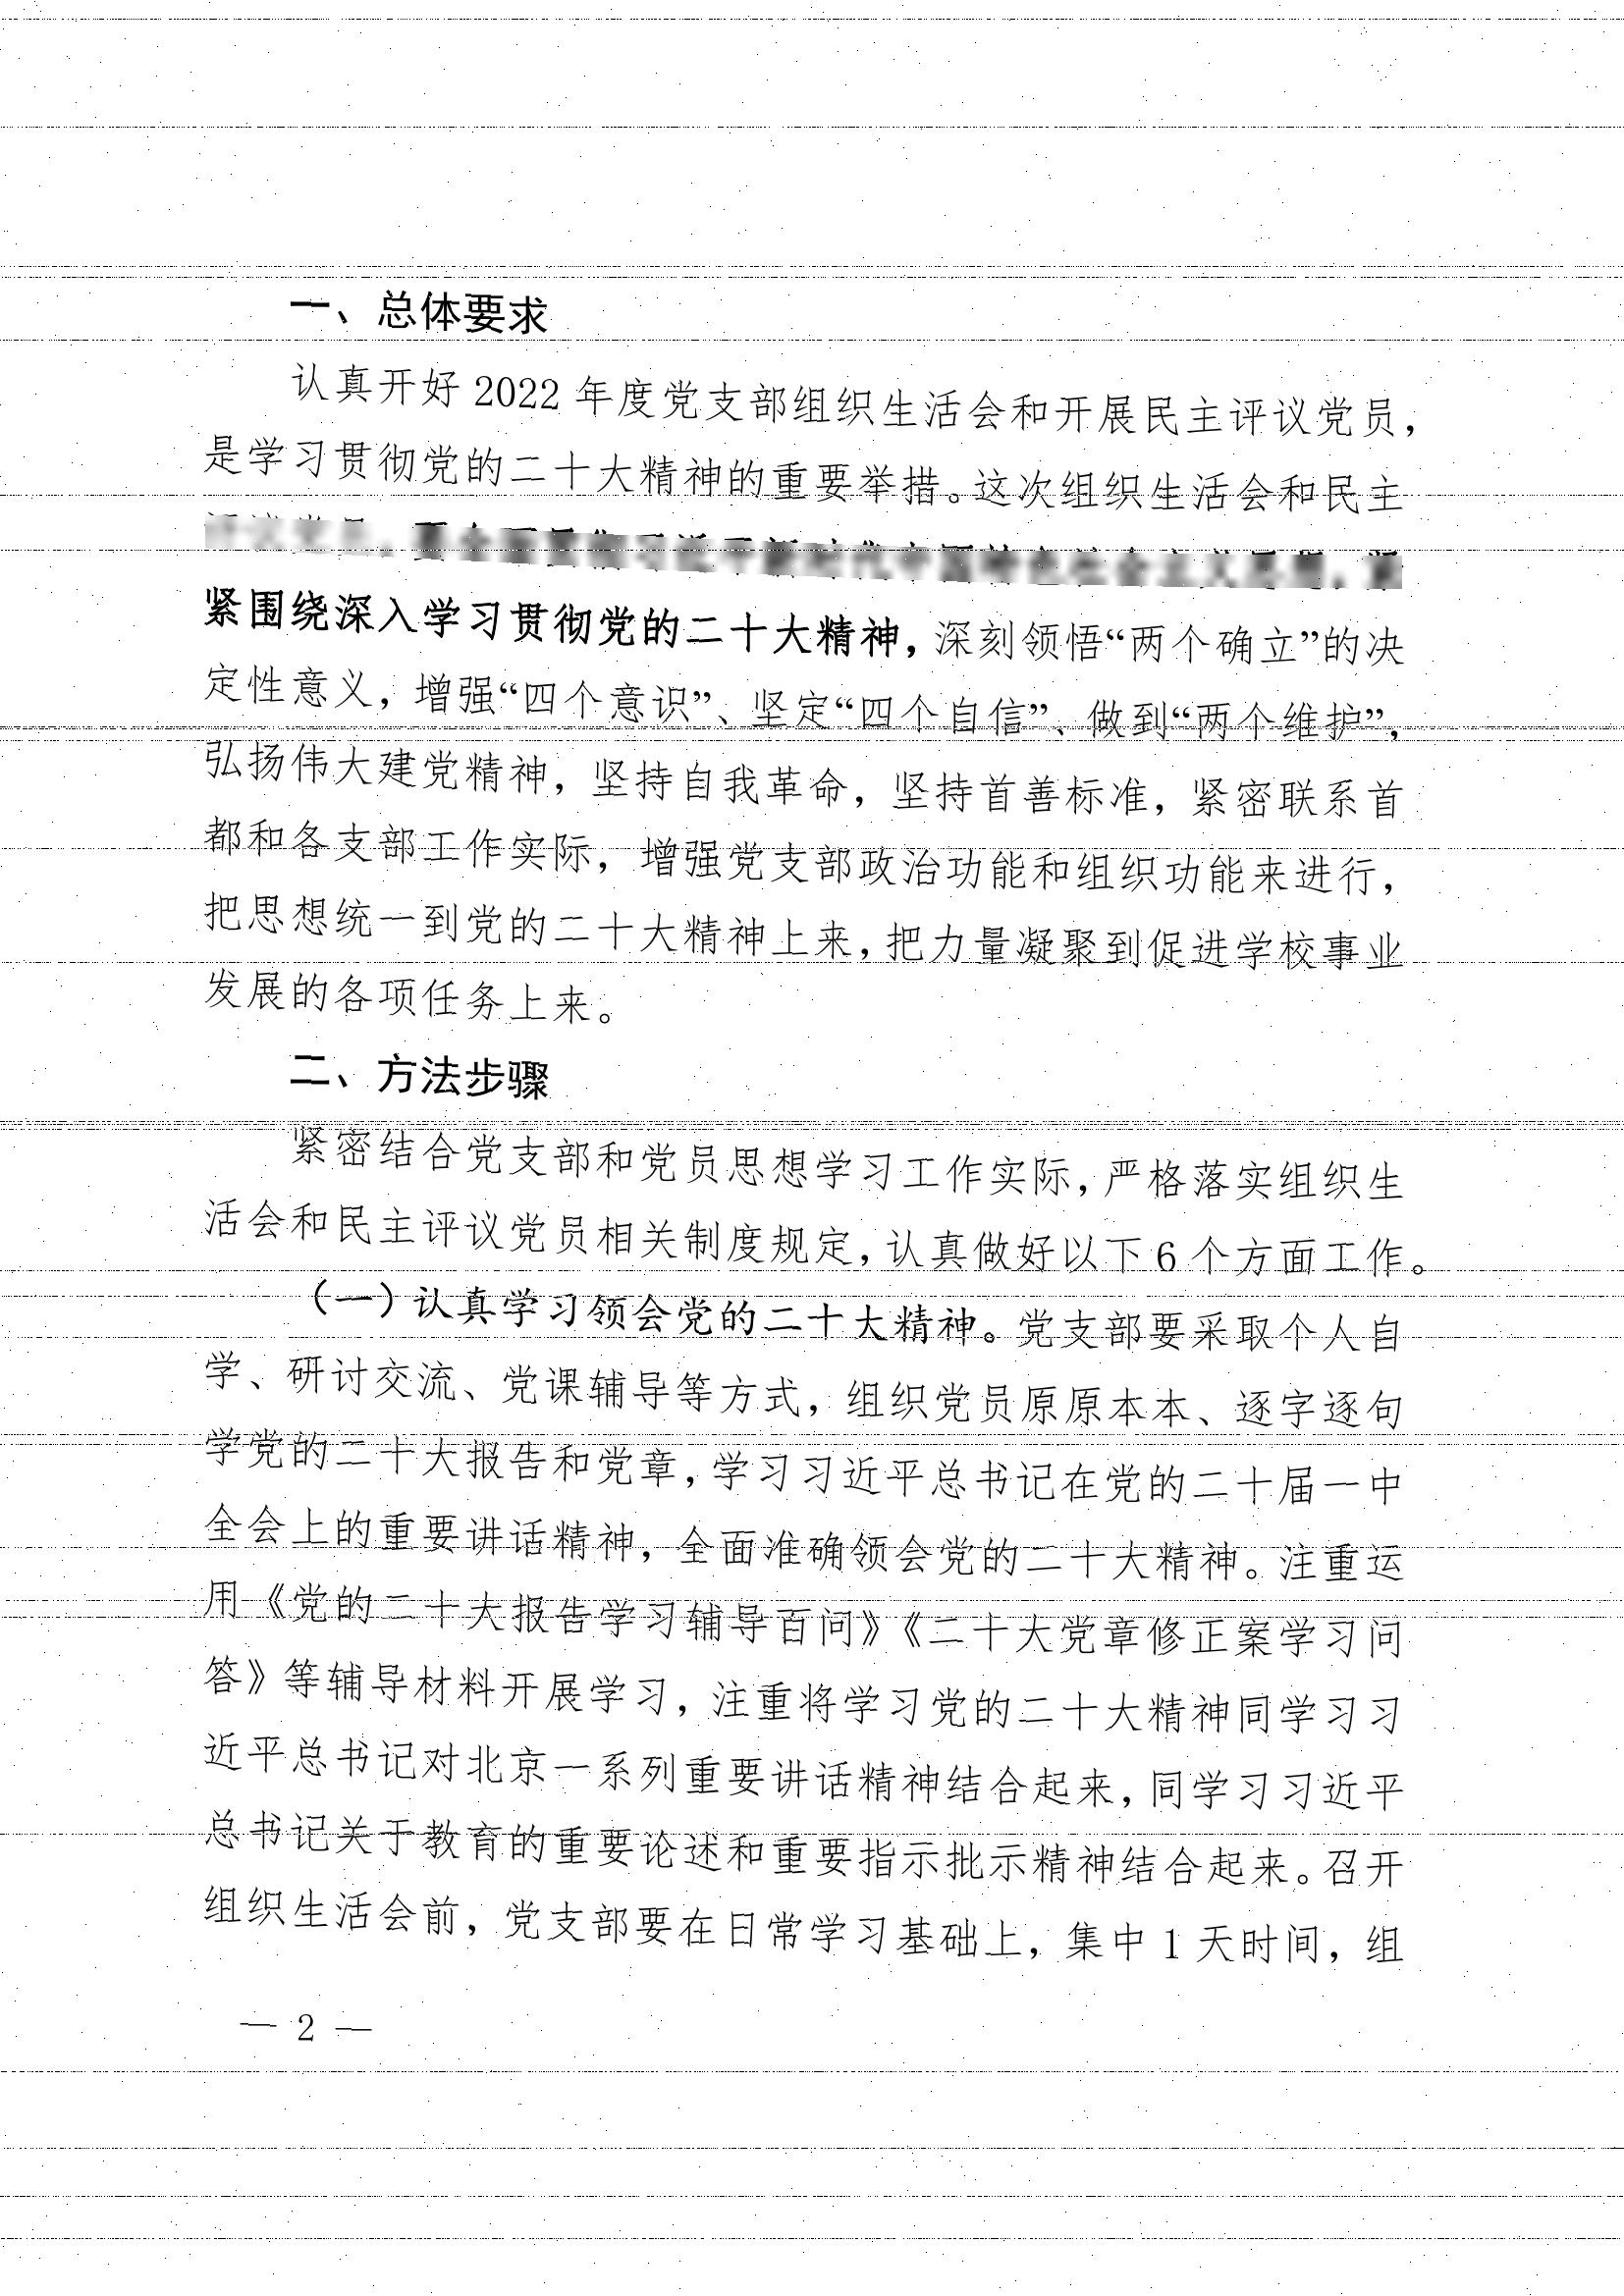 一、总体要求
认真开好 2022 年度党支部组织生活会和开展民主评议党员，
是学习贯彻党的二十大精神的重要举措。这次组织生活会和民主
紧围绕深入学习贯彻党的二十大精神，深刻领悟“两个确立”的决
定性意义，增强“四个意识”、坚定“四个自信”、做到“两个维护”，
弘扬伟大建党精神，坚持自我革命，坚持首善标准，紧密联系首
都和各支部工作实际，增强党支部政治功能和组织功能来进行，
把思想统一到党的二十大精神上来，把力量凝聚到促进学校事业
发展的各项任务上来。
二、方法步骤
紧密结合党支部和党员思想学习工作实际，严格落实组织生
活会和民主评议党员相关制度规定，认真做好以下 6 个方面工作。
（一）认真学习领会党的二十大精神。党支部要采取个人自
学、研讨交流、党课辅导等方式，组织党员原原本本、逐字逐句
学党的二十大报告和党章，学习习近平总书记在党的二十届一中
全会上的重要讲话精神，全面准确领会党的二十大精神。注重运
用《党的二十大报告学习辅导百问》《二十大党章修正案学习问
答》等辅导材料开展学习，注重将学习党的二十大精神同学习习
近平总书记对北京一系列重要讲话精神结合起来，同学习习近平
总书记关于教育的重要论述和重要指示批示精神结合起来。召开
组织生活会前，党支部要在日常学习基础上，集中 1 天时间，组
— 2 —